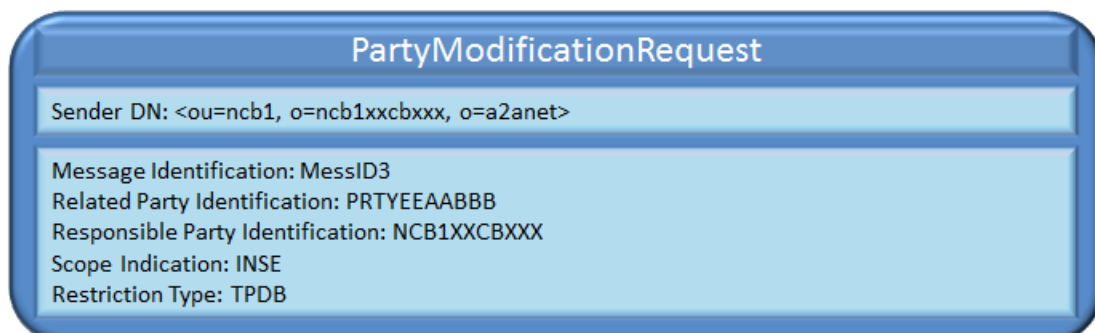 PartyModificationRequest
Sender DN: <ou=ncb1, o=ncb1xxcbxxx, o=a2anet>
Message Identification: MessID3
Related Party Identification: PRTYEEAABBB
Responsible Party Identification: NCB1XXCBXXX
Scope Indication: INSE
Restriction Type: TPDB